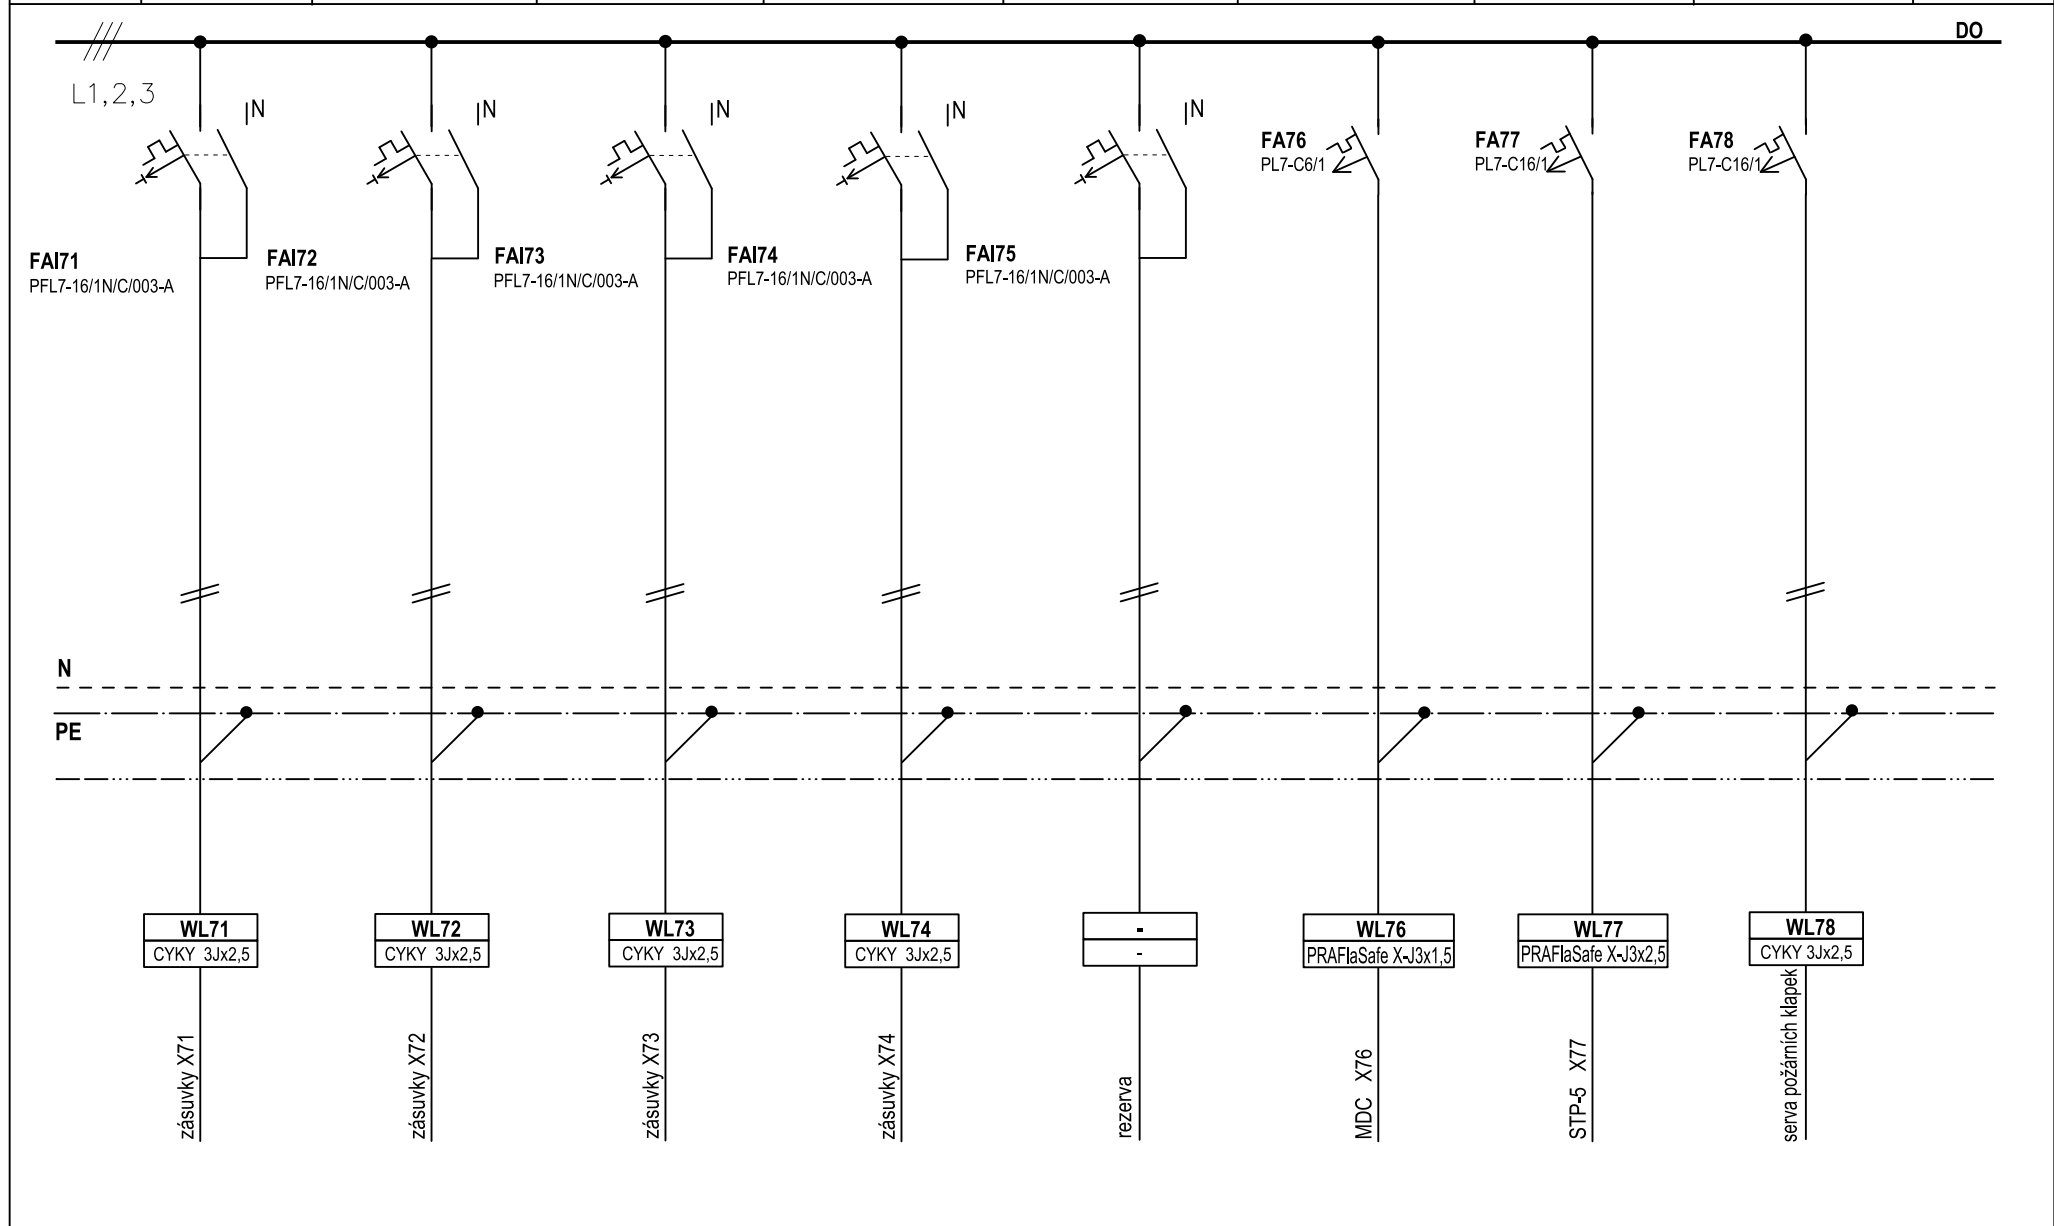 DO
L1,2,3
N
N
N
N
N
FA76
PL7-C6/1
FA77
PL7-C16/1
FA78
PL7-C16/1
FAI71
PFL7-16/1N/C/003-A
FAI72
PFL7-16/1N/C/003-A
FAI73
PFL7-16/1N/C/003-A
FAI74
PFL7-16/1N/C/003-A
FAI75
PFL7-16/1N/C/003-A
N
PE
WL71
CYKY 3Jx2,5
WL72
CYKY 3Jx2,5
WL73
CYKY 3Jx2,5
WL74
CYKY 3Jx2,5
-
-
WL76
PRAFlaSafe X-J3x1,5
WL77
PRAFlaSafe X-J3x2,5
WL78
CYKY 3Jx2,5
zásuvky X71
zásuvky X72
zásuvky X73
zásuvky X74
rezerva
MDC X76
STP-5 X77
serva požárních klapek